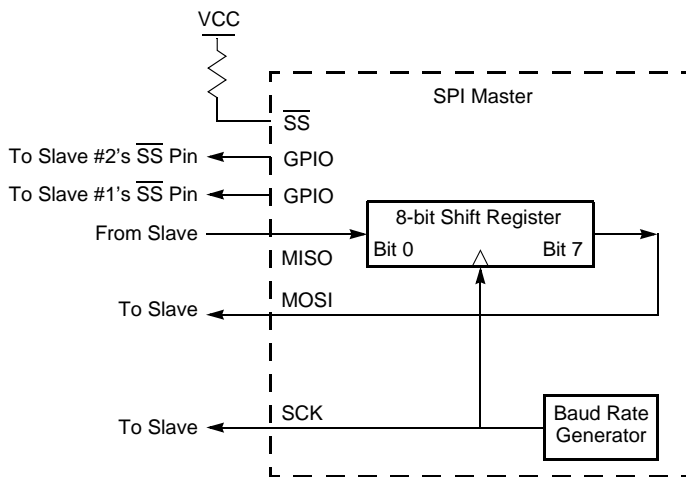 VCC
SPI Master
SS
To Slave #2's SS Pin
GPIO
To Slave #1's SS Pin
GPIO
8-bit Shift Register
From Slave
Bit 0
Bit 7
MISO
MOSI
To Slave
SCK
To Slave
Baud Rate
Generator